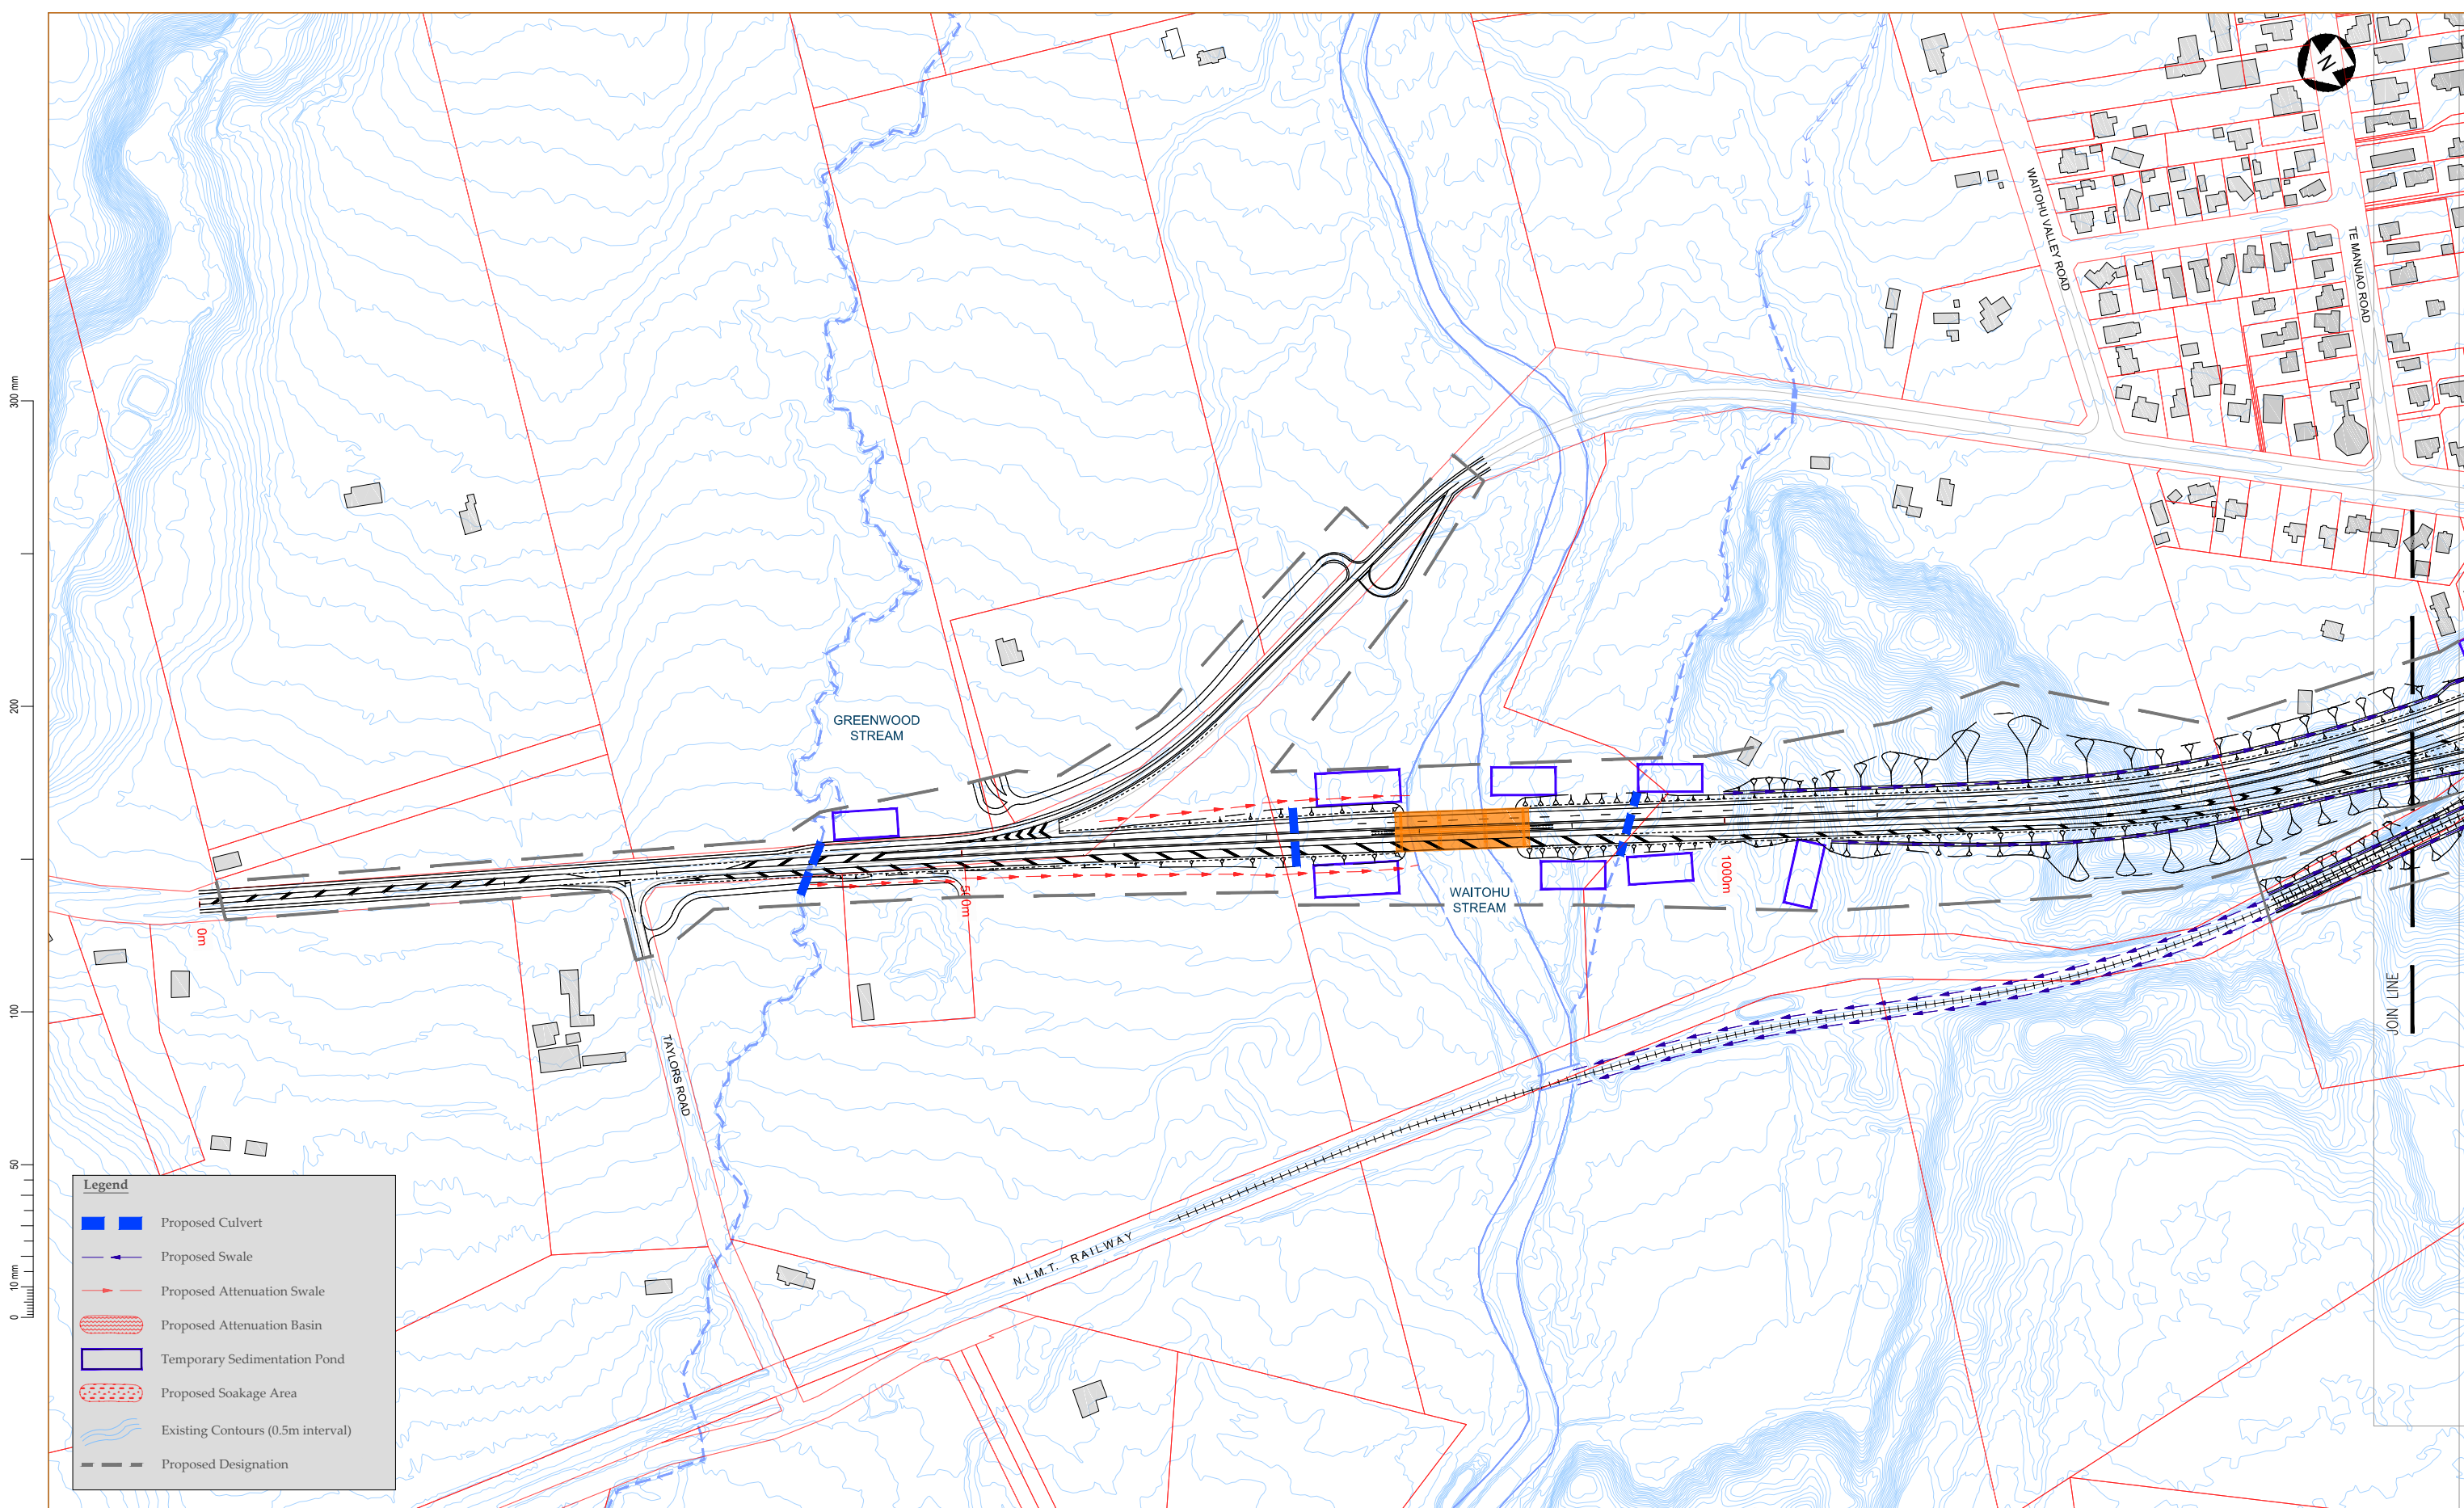 N
WAITOHU VALLEY ROAD
TE MANUAO ROAD
300 mm
200
100
50
10 mm
0
GREENWOOD
STREAM
0m
500m
WAITOHU
STREAM
1000m
TAYLORS ROAD
JOIN LINE
N.I.M.T. RAILWAY
Legend
Proposed Culvert
Proposed Swale
Proposed Attenuation Swale
Proposed Attenuation Basin
Temporary Sedimentation Pond
Proposed Soakage Area
Existing Contours (0.5m interval)
Proposed Designation